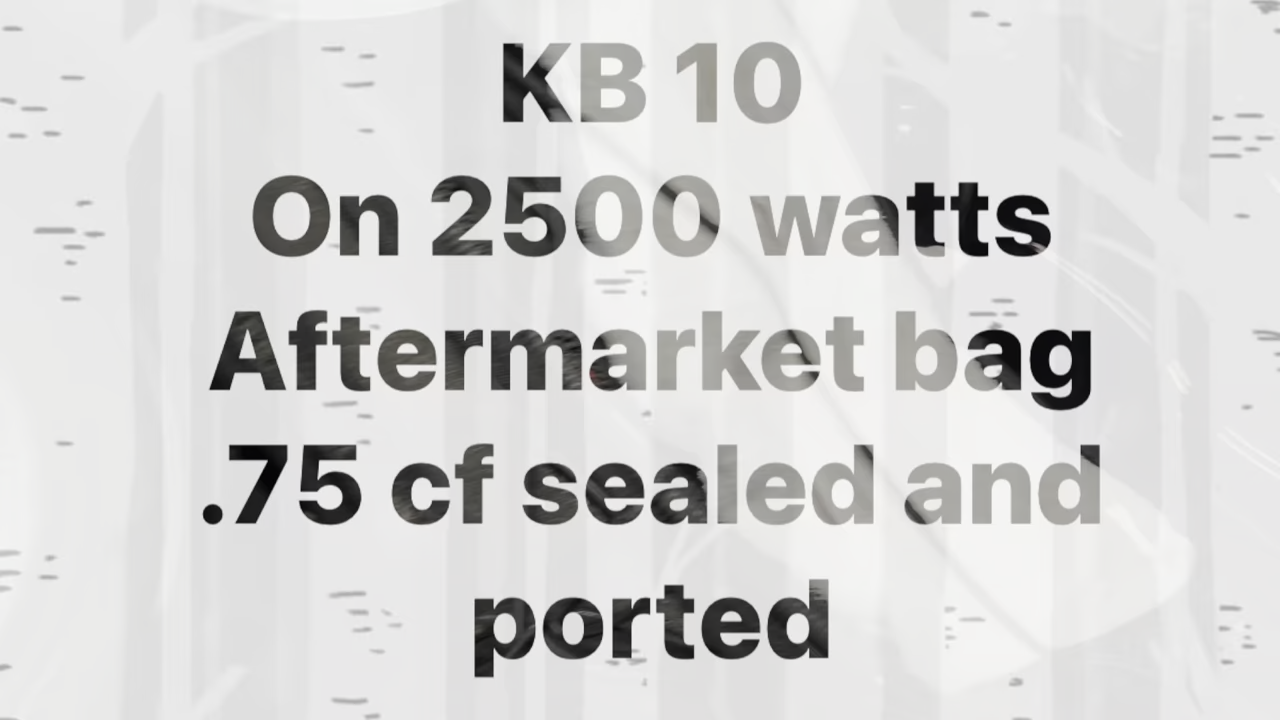 KB 10
On 2500 watts
Aftermarket bag
.75 cf sealed and
ported